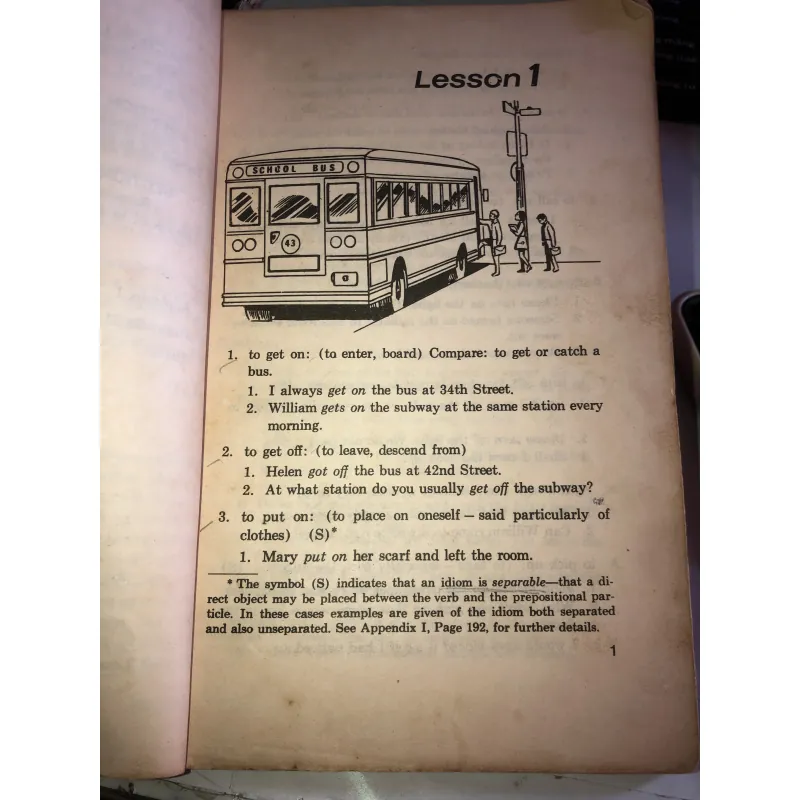 Lesson 1
SCHOOL BUS
43
1. to get on: (to enter, board) Compare: to get or catch a
bus.
1. I always get on the bus at 34th Street.
2. William gets on the subway at the same station every
morning.
2. to get off: (to leave, descend from)
1. Helen got off the bus at 42nd Street.
2. At what station do you usually get off the subway?
3. to put on: (to place on oneself — said particularly of
clothes) (S)*
1. Mary put on her scarf and left the room.
* The symbol (S) indicates that an idiom is separable—that a di-
rect object may be placed between the verb and the prepositional par-
ticle. In these cases examples are given of the idiom both separated
and also unseparated. See Appendix I, Page 192, for further details.
1